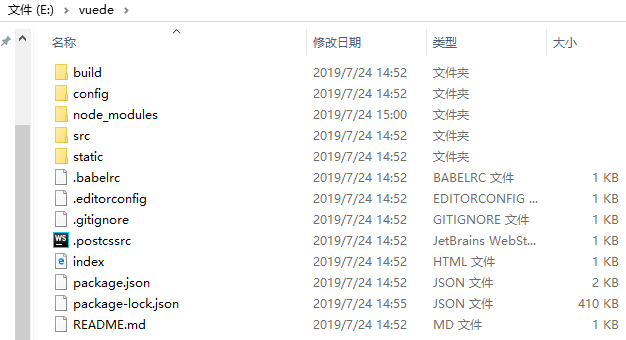 文件 (E:) › vuede ›
名称 修改日期 类型 大小
build 2019/7/24 14:52 文件夹
config 2019/7/24 14:52 文件夹
node_modules 2019/7/24 15:00 文件夹
src 2019/7/24 14:52 文件夹
static 2019/7/24 14:52 文件夹
.babelrc 2019/7/24 14:52 BABELRC 文件 1 KB
.editorconfig 2019/7/24 14:52 EDITORCONFIG ... 1 KB
.gitignore 2019/7/24 14:52 GITIGNORE 文件 1 KB
WS .postcssrc 2019/7/24 14:52 JetBrains WebSt... 1 KB
index 2019/7/24 14:52 HTML 文件 1 KB
package.json 2019/7/24 14:52 JSON 文件 2 KB
package-lock.json 2019/7/24 14:55 JSON 文件 410 KB
README.md 2019/7/24 14:52 MD 文件 1 KB